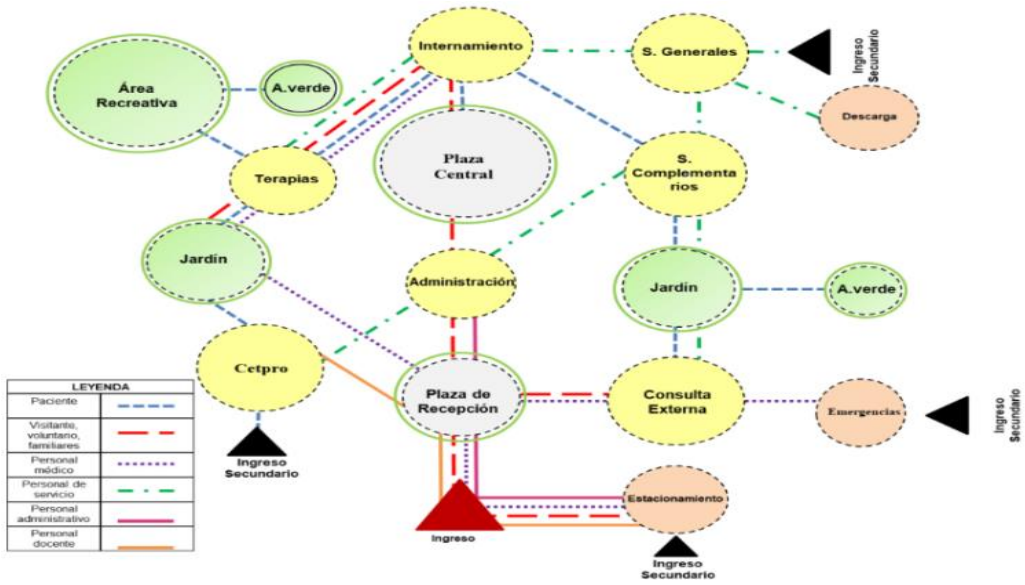 Internamiento
S. Generales
Ingreso
Secundario
Área
Recreativa
A.verde
Descarga
Plaza
Central
S.
Complementa
rios
Terapias
Jardín
Administración
Jardín
A.verde
Cetpro
Plaza de
Recepción
Consulta
Externa
Emergencias
Ingreso
Secundario
LEYENDA
Paciente
Visitante,
voluntario,
familiares
Personal
médico
Personal de
servicio
Personal
administrativo
Personal
docente
Ingreso
Secundario
Ingreso
Estacionamiento
Ingreso
Secundario